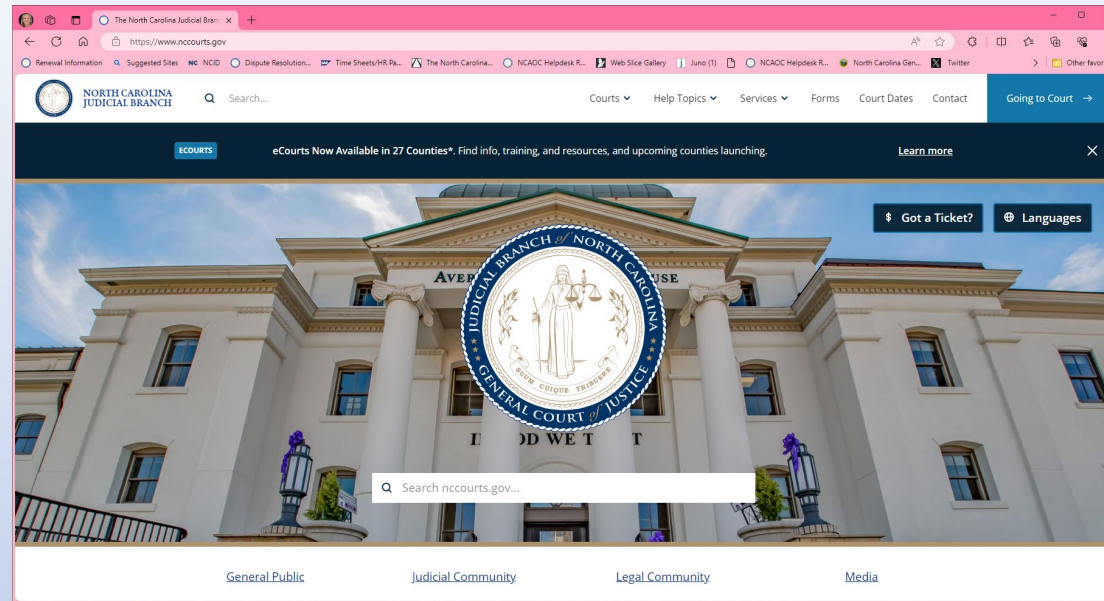 The North Carolina Judicial Branc
https://www.nccourts.gov
Renewal Information
Suggested Sites
NC NCID
Dispute Resolution...
Time Sheets/HR Pa...
The North Carolina...
NCAOC Helpdesk R...
Web Slice Gallery
Juno (1)
NCAOC Helpdesk R...
North Carolina Gen...
Twitter
Other favor
NORTH CAROLINA
JUDICIAL BRANCH
Search...
Courts
Help Topics
Services
Forms
Court Dates
Contact
Going to Court →
ECOURTS
eCourts Now Available in 27 Counties*. Find info, training, and resources, and upcoming counties launching.
Learn more
$ Got a Ticket?
Languages
JUDICIAL BRANCH of NORTH CAROLINA
SUUM CUIQUE TRIBUERE
GENERAL COURT of JUSTICE
Search nccourts.gov...
General Public
Judicial Community
Legal Community
Media